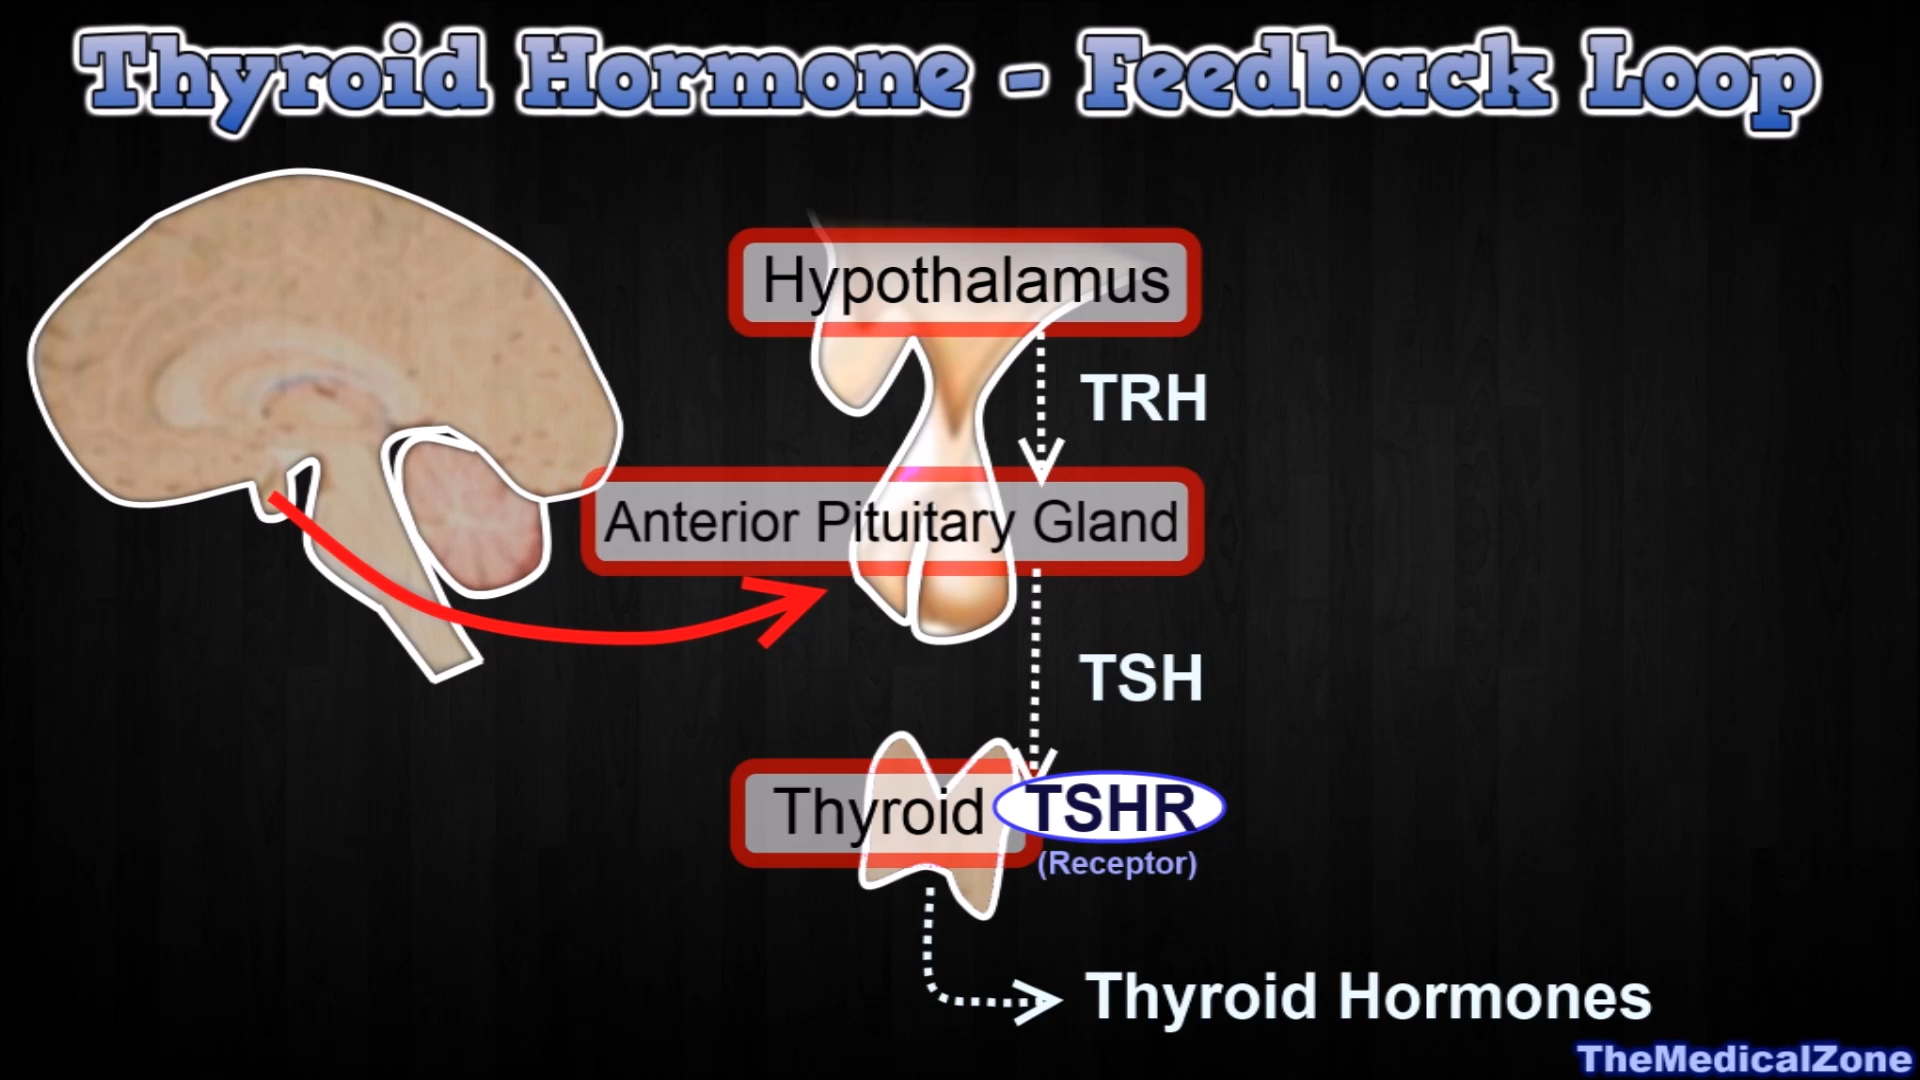 Thyroid Hormone - Feedback Loop
Hypothalamus
TRH
Anterior Pituitary Gland
TSH
Thyroid
TSHR
(Receptor)
Thyroid Hormones
TheMedicalZone